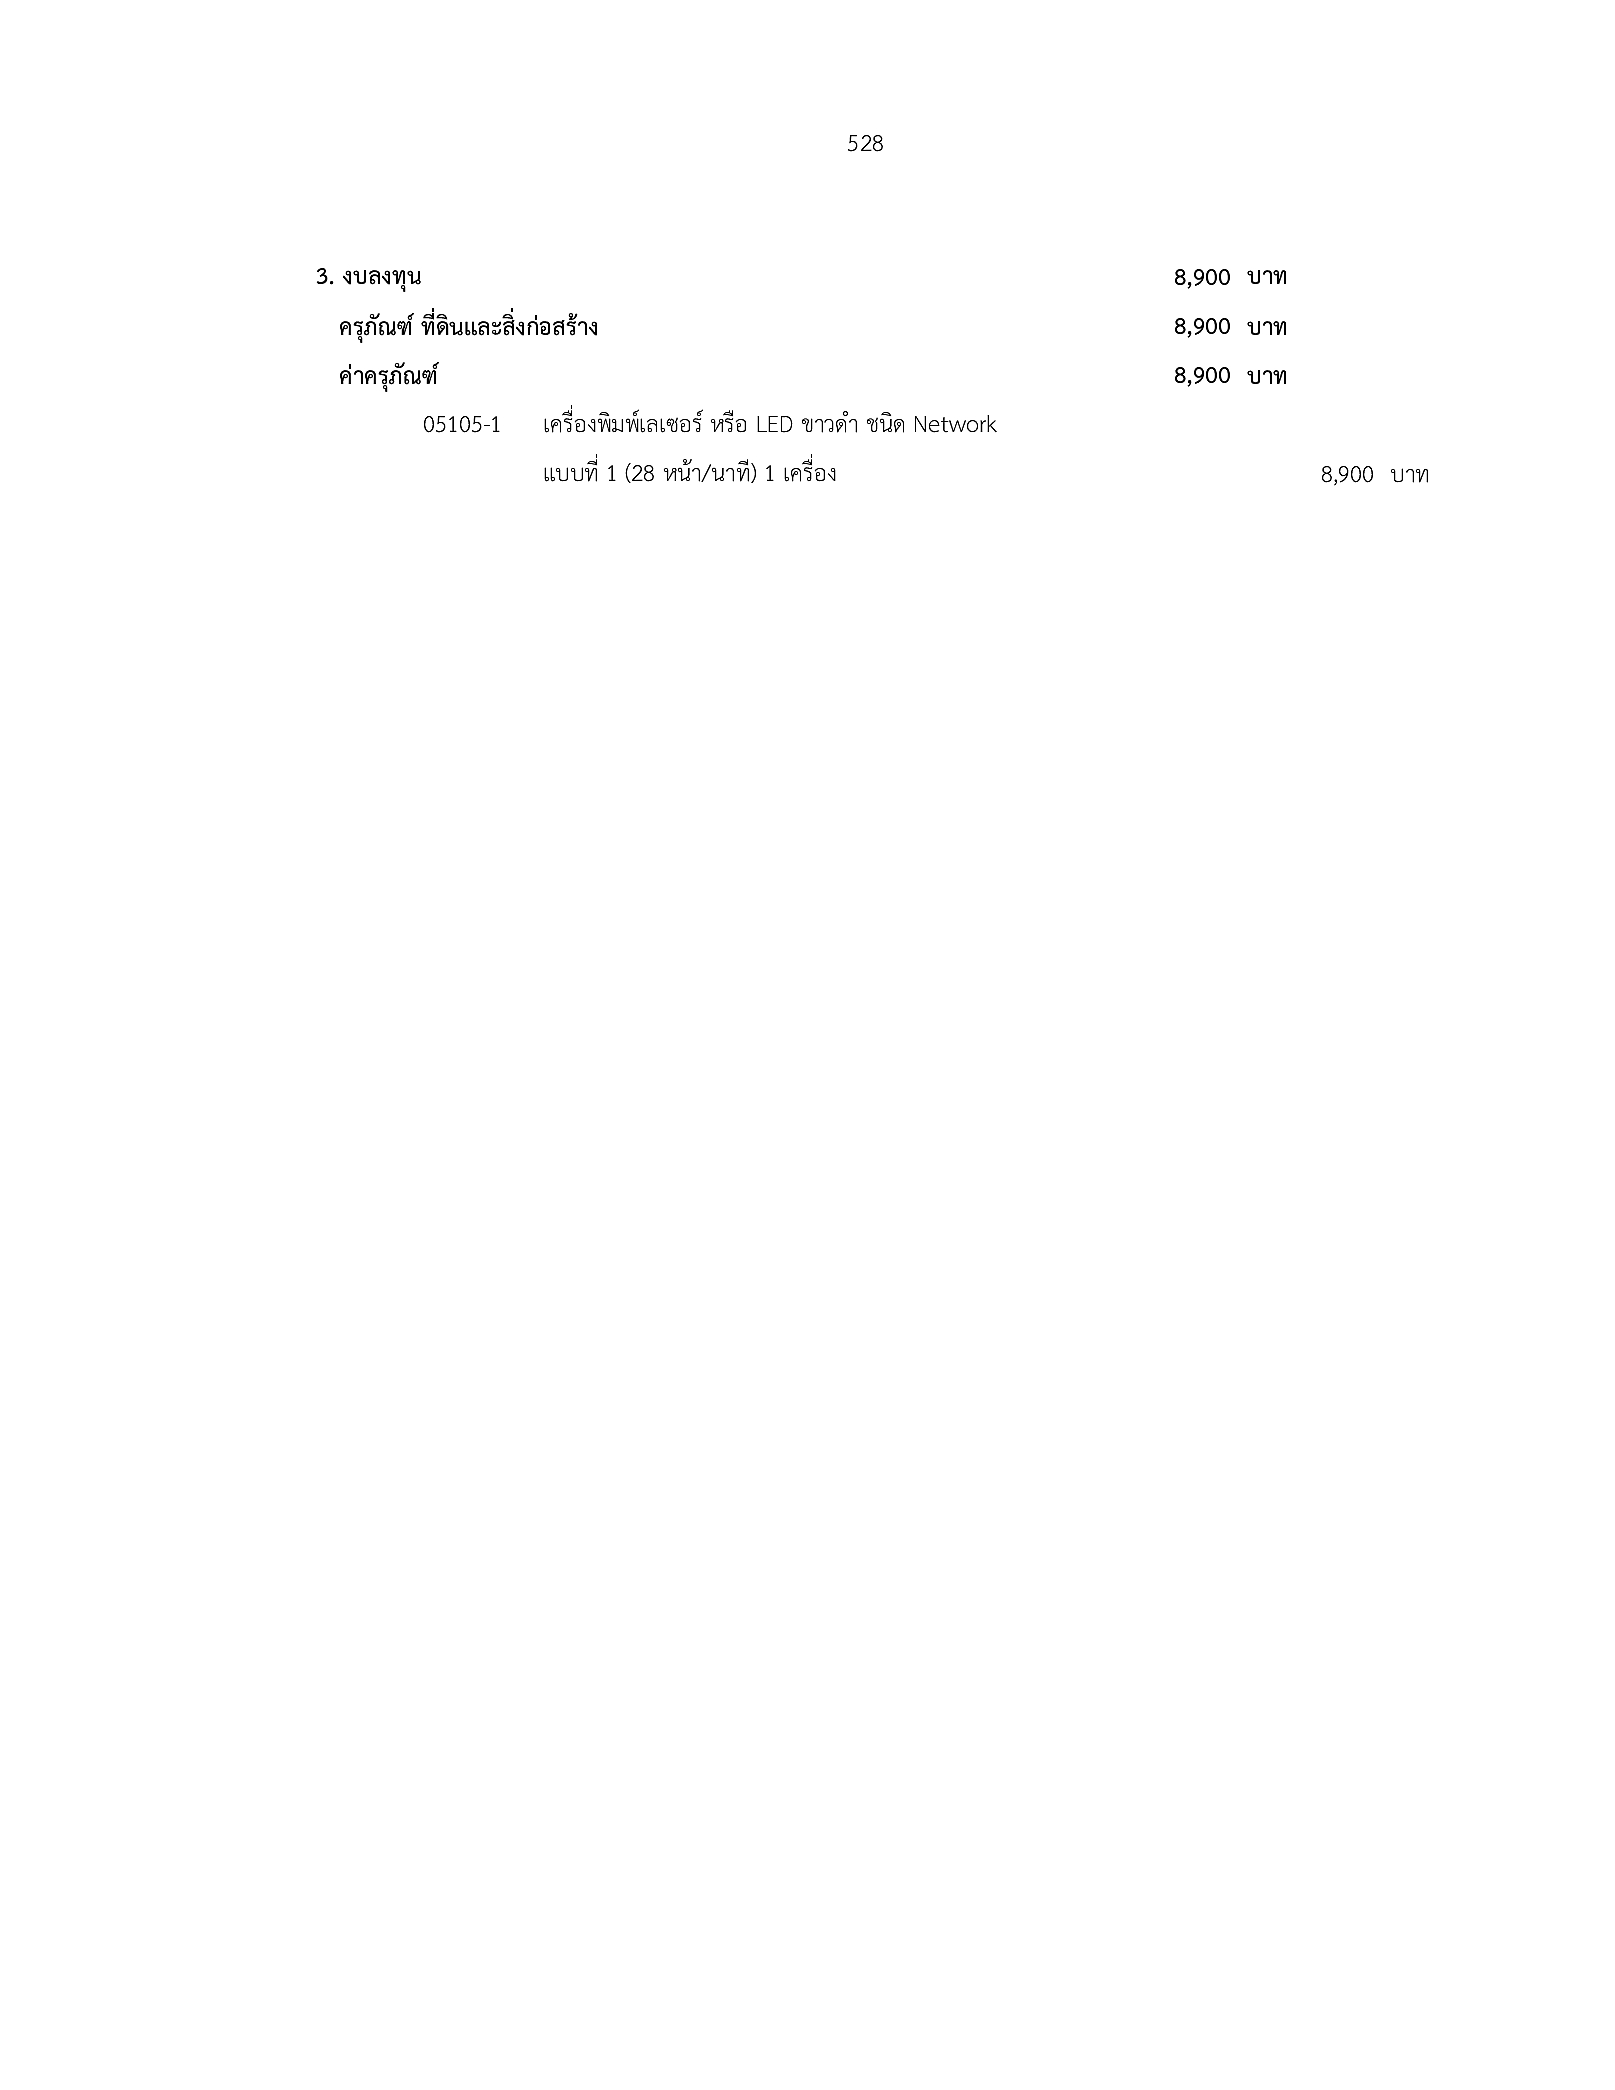 528
3. งบลงทุน 8,900 บาท
ครุภัณฑ์ ที่ดินและสิ่งก่อสร้าง 8,900 บาท
ค่าครุภัณฑ์ 8,900 บาท
05105-1 เครื่องพิมพ์เลเซอร์ หรือ LED ขาวดำ ชนิด Network
แบบที่ 1 (28 หน้า/นาที) 1 เครื่อง 8,900 บาท